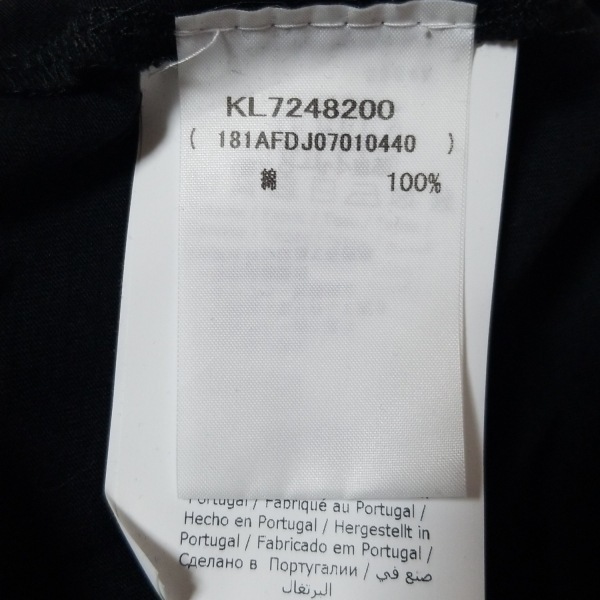 KL7248200
( 181AFDJ07010440 )
綿 100%
Portugal / Fabriqué au Portugal /
Hecho en Portugal / Hergestellt in
Portugal / Fabricado em Portugal /
Сделано в Португалии / صنع في
البرتغال